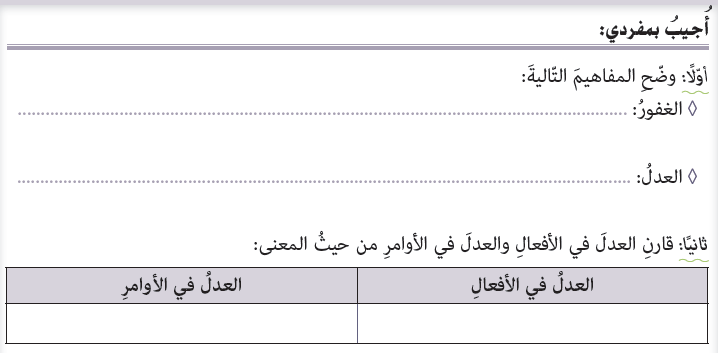 أُجيبُ بمفردي:
أوّلًا: وضّحِ المفاهيمَ التّاليةَ:
◊ الغفورُ: ........................................................................
◊ العدلُ: ........................................................................
ثانيًا: قارنِ العدلَ في الأفعالِ والعدلَ في الأوامرِ من حيثُ المعنى:
العدلُ في الأفعالِ
العدلُ في الأوامرِ